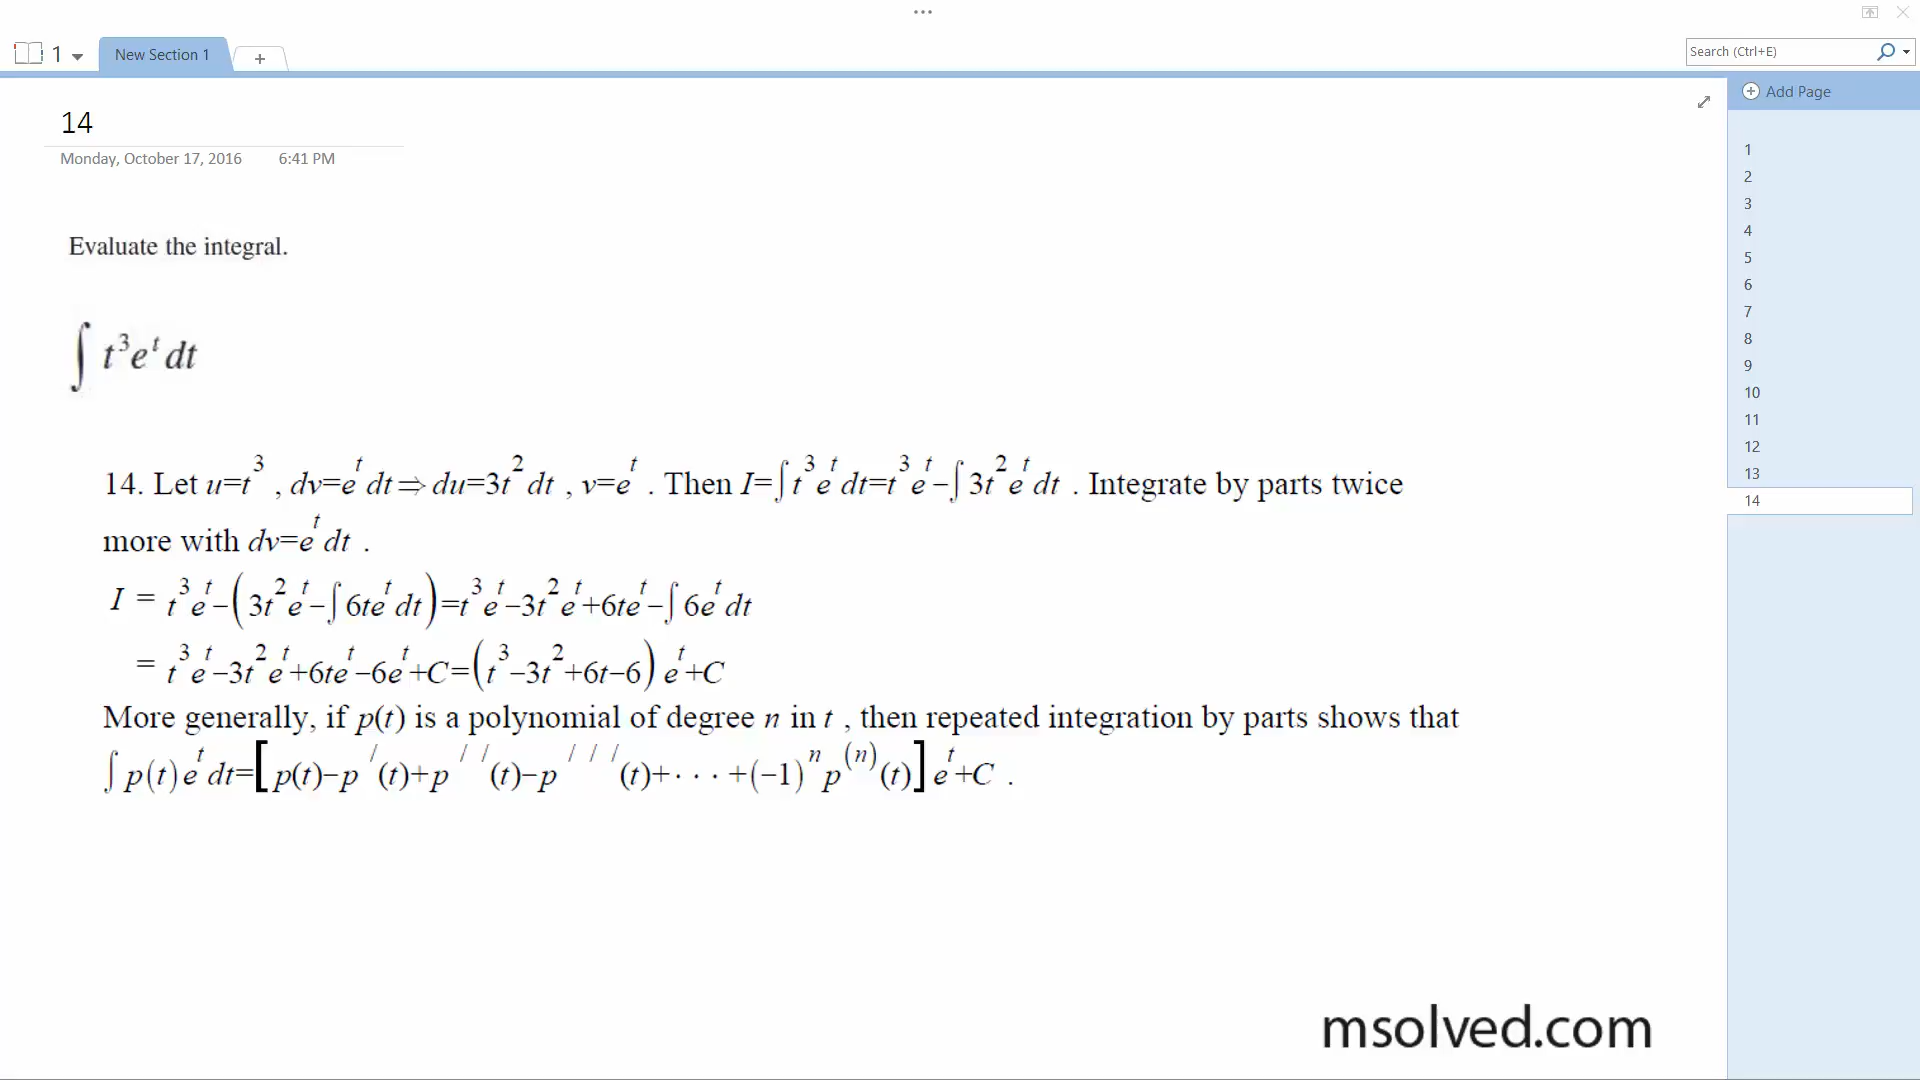 ...
1
New Section 1
+
Search (Ctrl+E)
Add Page
14
Monday, October 17, 2016 6:41 PM
Evaluate the integral.
∫ t³eᵗ dt
14. Let u=t³ , dv=eᵗ dt⇒du=3t² dt , v=eᵗ . Then I=∫ t³eᵗ dt=t³eᵗ−∫ 3t²eᵗ dt . Integrate by parts twice
more with dv=eᵗ dt .
I = t³eᵗ−(3t²eᵗ−∫ 6teᵗ dt)=t³eᵗ−3t²eᵗ+6teᵗ−∫ 6eᵗ dt
= t³eᵗ−3t²eᵗ+6teᵗ−6eᵗ+C=(t³−3t²+6t−6) eᵗ+C
More generally, if p(t) is a polynomial of degree n in t , then repeated integration by parts shows that
∫ p(t) eᵗ dt=[p(t)−p′(t)+p′′(t)−p′′′(t)+···+(−1)ⁿ p⁽ⁿ⁾(t)] eᵗ+C .
1
2
3
4
5
6
7
8
9
10
11
12
13
14
msolved.com